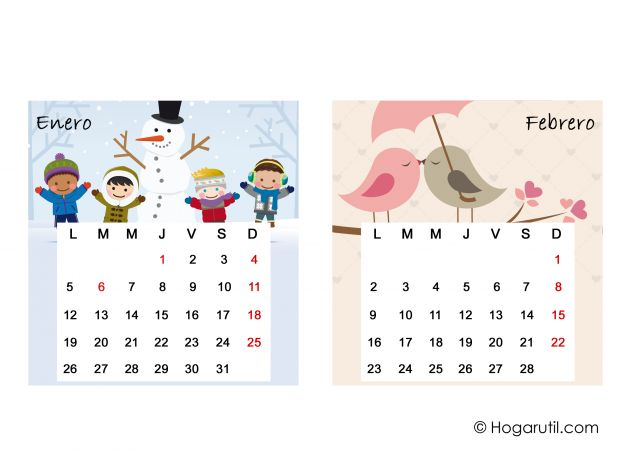 Enero
L M M J V S D
1 2 3 4
5 6 7 8 9 10 11
12 13 14 15 16 17 18
19 20 21 22 23 24 25
26 27 28 29 30 31
Febrero
L M M J V S D
1
2 3 4 5 6 7 8
9 10 11 12 13 14 15
16 17 18 19 20 21 22
23 24 25 26 27 28
© Hogarutil.com